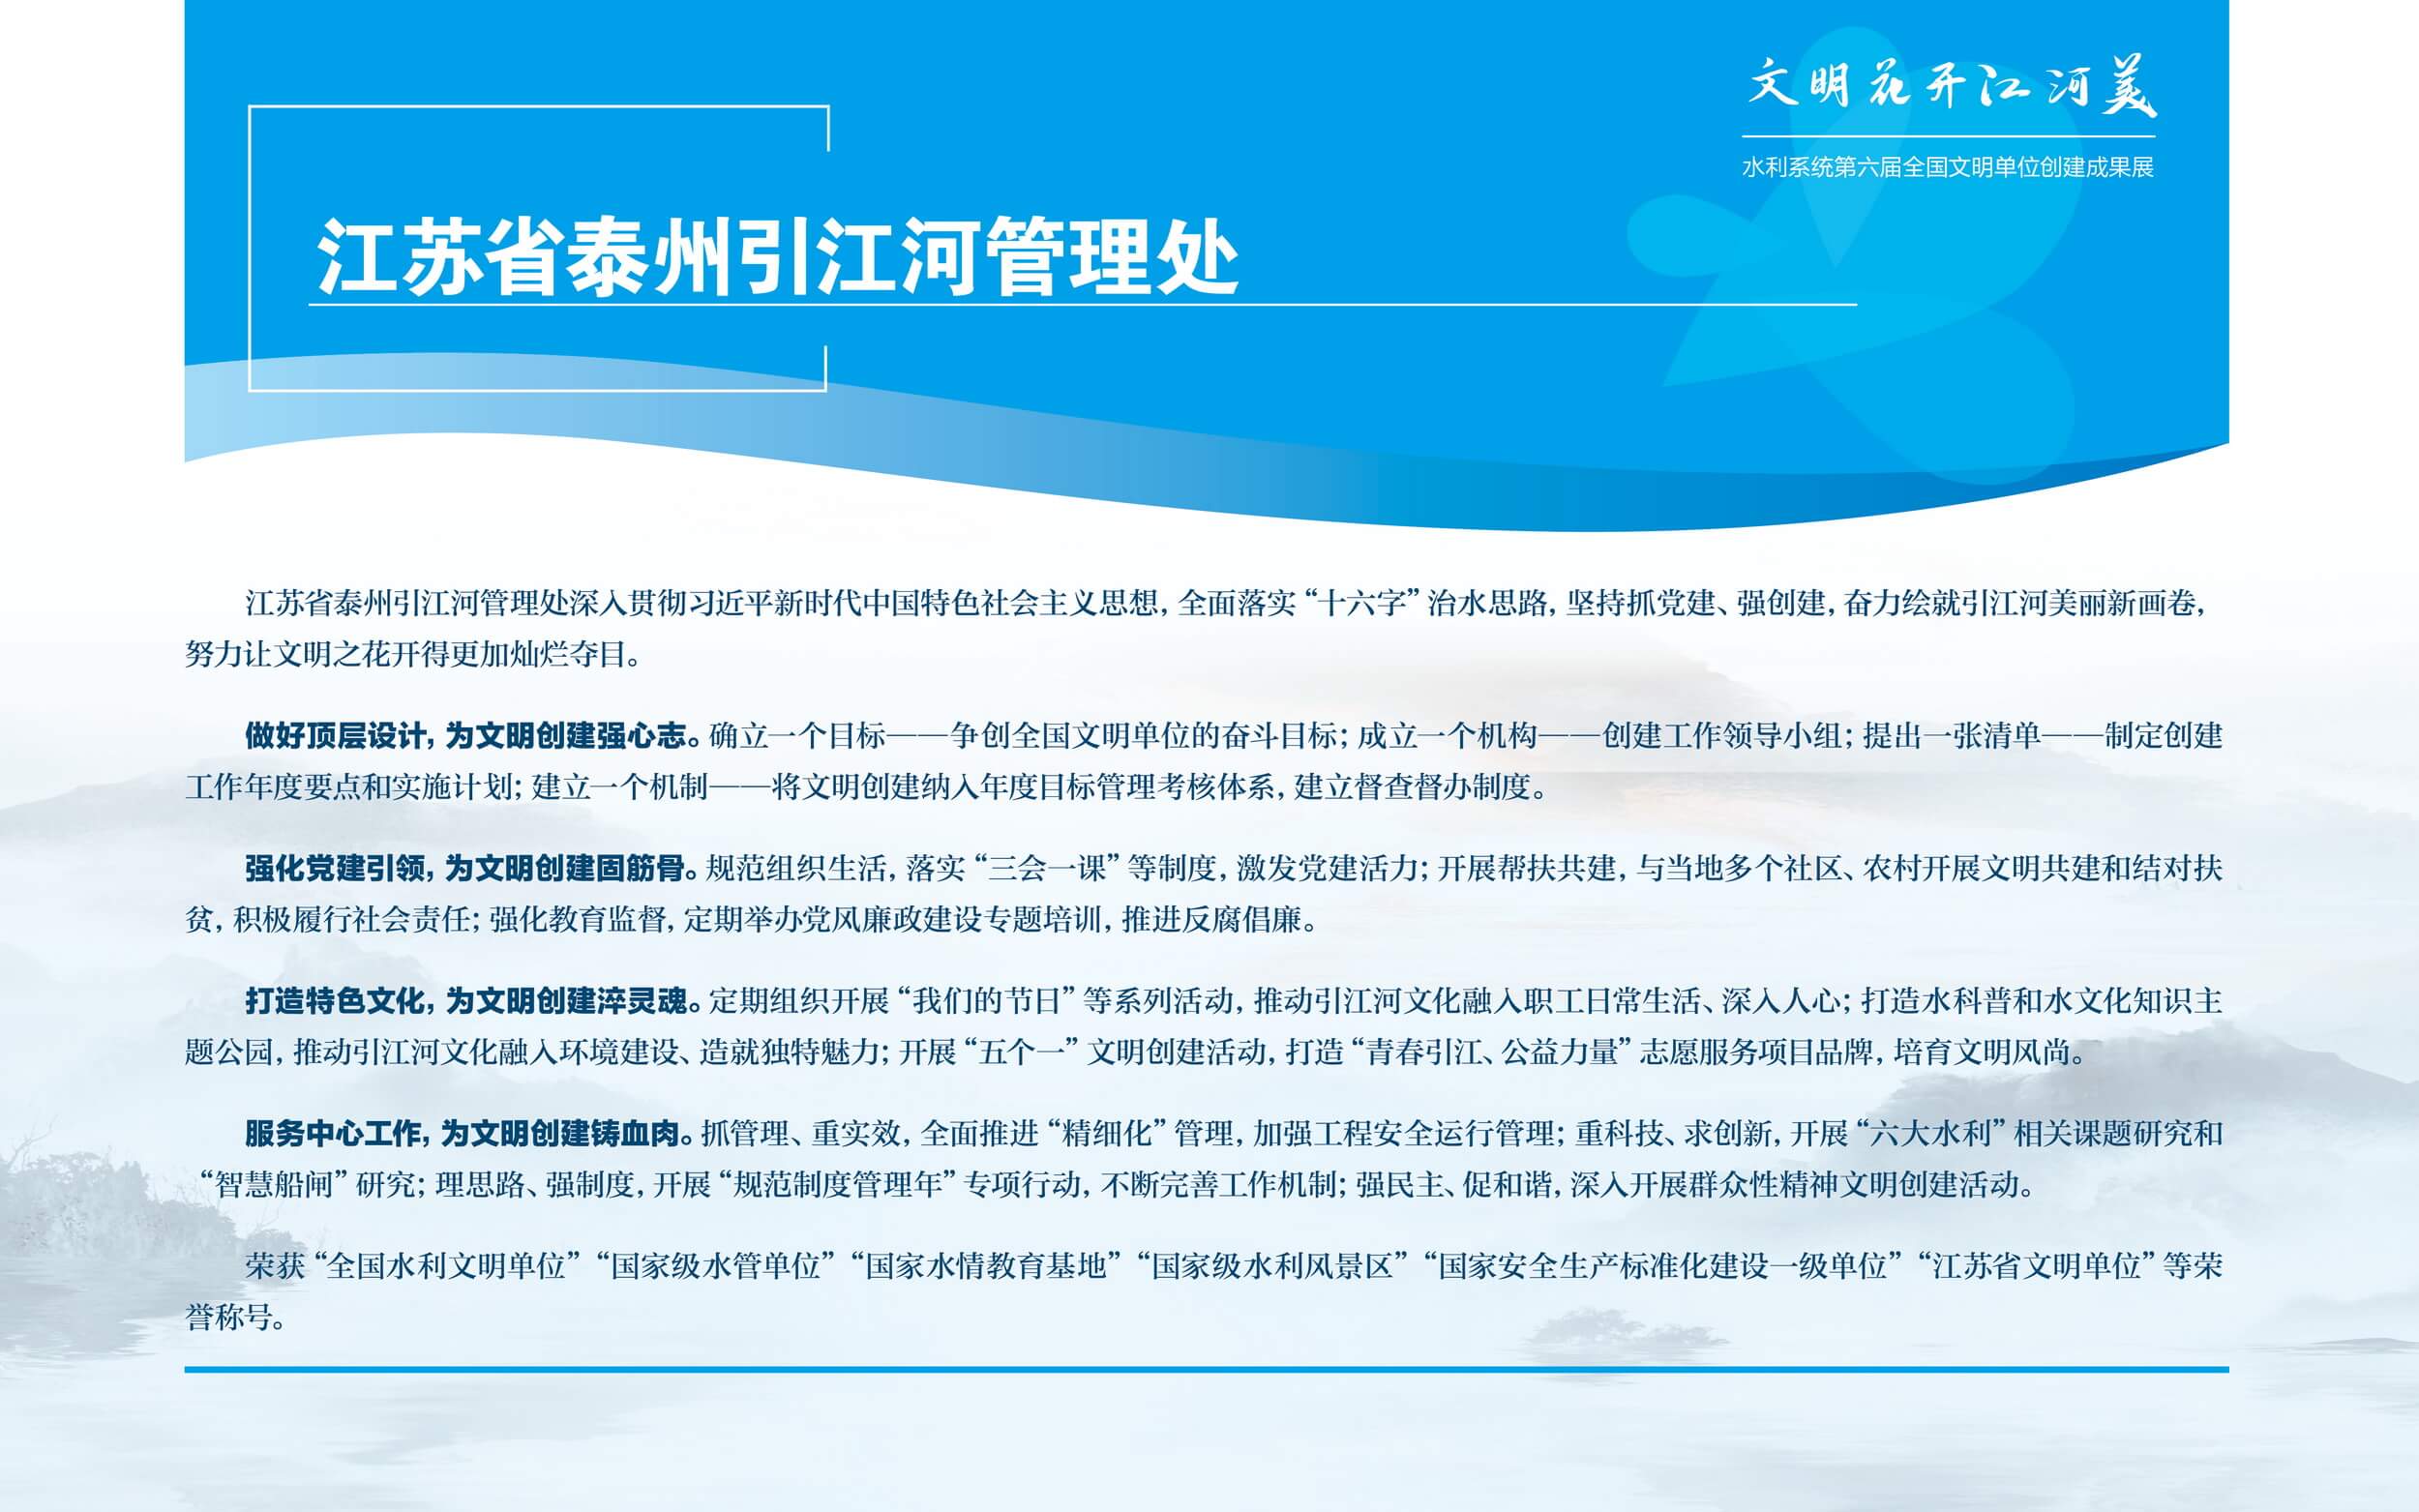 文明花开江河美
水利系统第六届全国文明单位创建成果展
江苏省泰州引江河管理处
江苏省泰州引江河管理处深入贯彻习近平新时代中国特色社会主义思想，全面落实“十六字”治水思路，坚持抓党建、强创建，奋力绘就引江河美丽新画卷，
努力让文明之花开得更加灿烂夺目。
做好顶层设计，为文明创建强心志。确立一个目标——争创全国文明单位的奋斗目标；成立一个机构——创建工作领导小组；提出一张清单——制定创建
工作年度要点和实施计划；建立一个机制——将文明创建纳入年度目标管理考核体系，建立督查督办制度。
强化党建引领，为文明创建固筋骨。规范组织生活，落实“三会一课”等制度，激发党建活力；开展帮扶共建，与当地多个社区、农村开展文明共建和结对扶
贫，积极履行社会责任；强化教育监督，定期举办党风廉政建设专题培训，推进反腐倡廉。
打造特色文化，为文明创建淬灵魂。定期组织开展“我们的节日”等系列活动，推动引江河文化融入职工日常生活、深入人心；打造水科普和水文化知识主
题公园，推动引江河文化融入环境建设、造就独特魅力；开展“五个一”文明创建活动，打造“青春引江、公益力量”志愿服务项目品牌，培育文明风尚。
服务中心工作，为文明创建铸血肉。抓管理、重实效，全面推进“精细化”管理，加强工程安全运行管理；重科技、求创新，开展“六大水利”相关课题研究和
“智慧船闸”研究；理思路、强制度，开展“规范制度管理年”专项行动，不断完善工作机制；强民主、促和谐，深入开展群众性精神文明创建活动。
荣获“全国水利文明单位”“国家级水管单位”“国家水情教育基地”“国家级水利风景区”“国家安全生产标准化建设一级单位”“江苏省文明单位”等荣
誉称号。